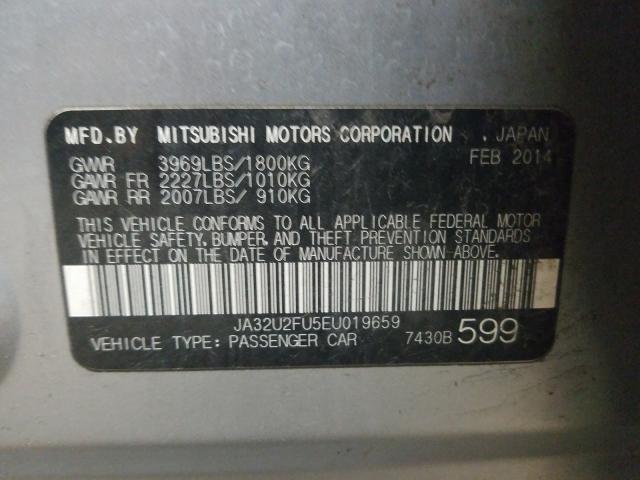 MFD.BY MITSUBISHI MOTORS CORPORATION . JAPAN
GVWR 3969LBS/1800KG FEB 2014
GAWR FR 2227LBS/1010KG
GAWR RR 2007LBS/ 910KG
THIS VEHICLE CONFORMS TO ALL APPLICABLE FEDERAL MOTOR
VEHICLE SAFETY, BUMPER, AND THEFT PREVENTION STANDARDS
IN EFFECT ON THE DATE OF MANUFACTURE SHOWN ABOVE.
JA32U2FU5EU019659
VEHICLE TYPE: PASSENGER CAR 7430B 599